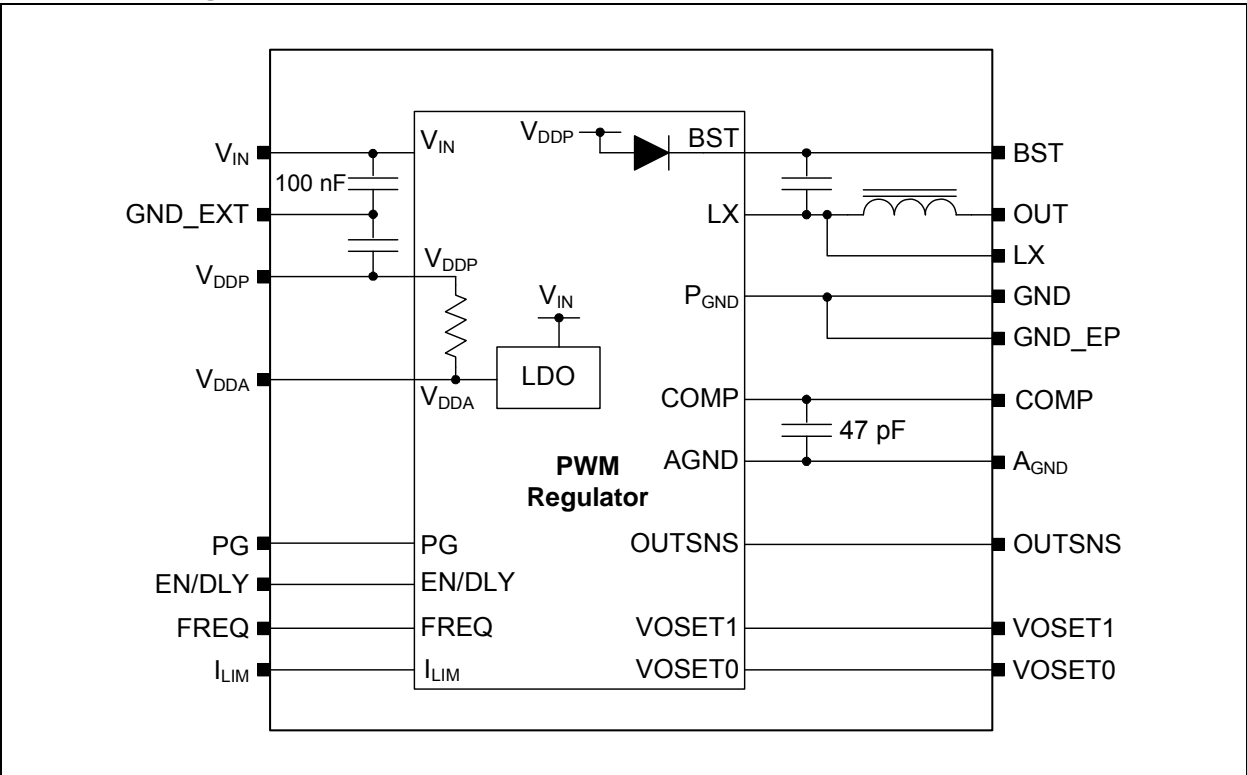 V_IN
100 nF
GND_EXT
V_DDP
V_DDA
PG
EN/DLY
FREQ
I_LIM
V_IN
V_DDP
BST
LX
V_DDP
V_IN
P_GND
LDO
V_DDA
COMP
47 pF
AGND
PWM
Regulator
PG
OUTSNS
EN/DLY
FREQ
VOSET1
I_LIM
VOSET0
BST
OUT
LX
GND
GND_EP
COMP
A_GND
OUTSNS
VOSET1
VOSET0